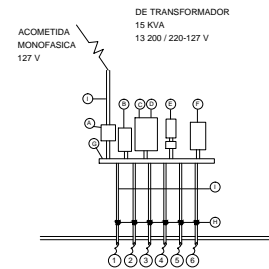 DE TRANSFORMADOR
15 KVA
13 200 / 220-127 V
ACOMETIDA
MONOFASICA
127 V
I
B
C
D
E
F
A
G
I
H
1
2
3
4
5
6